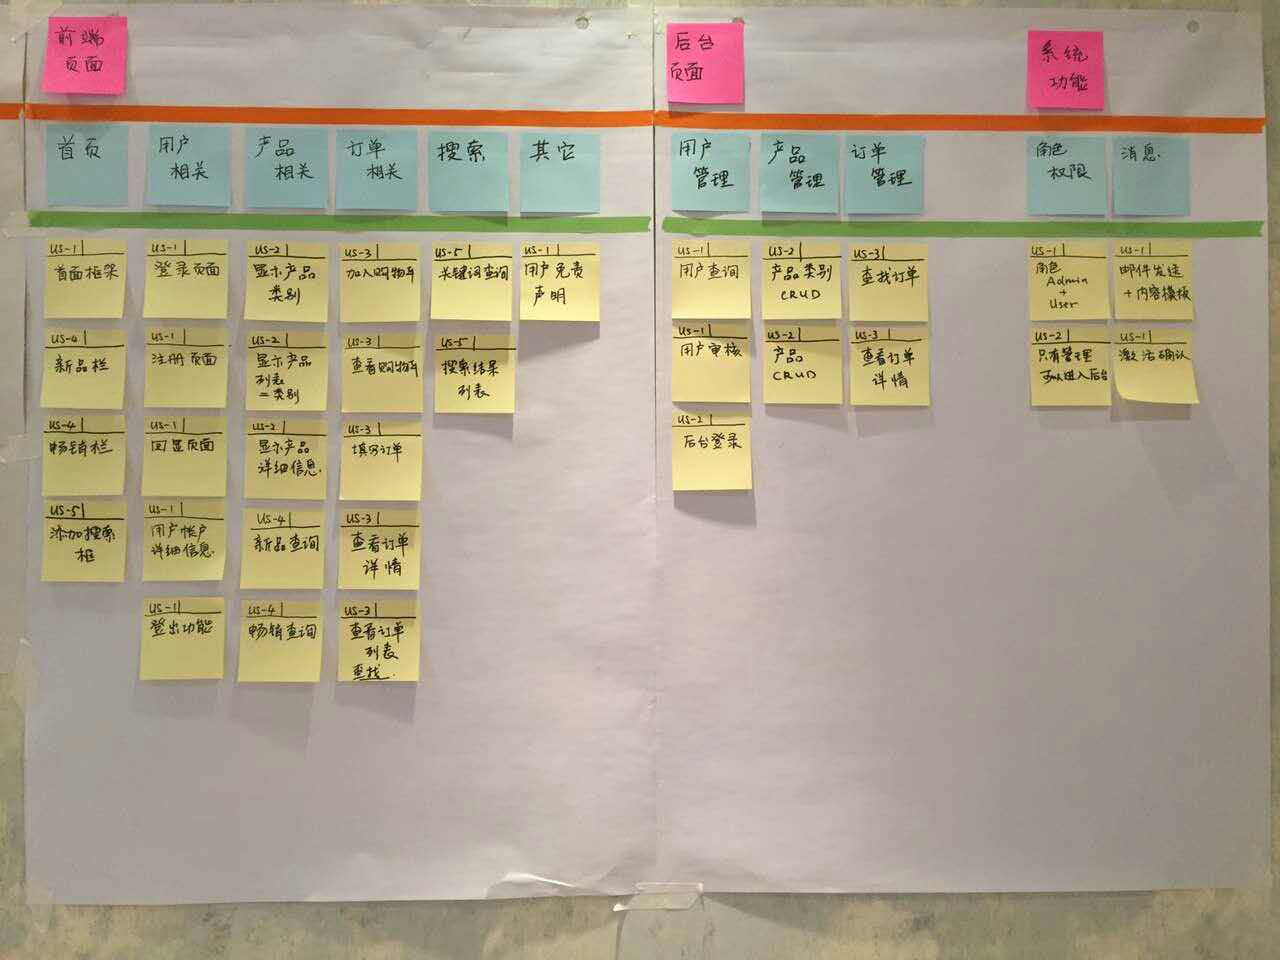 前端
页面
后台
页面
系统
功能
首页
用户
相关
产品
相关
订单
相关
搜索
其它
用户
管理
产品
管理
订单
管理
角色
权限
消息
US-1
首面框架
US-4
新品栏
US-4
畅销栏
US-5
添加搜索
框
US-1
登录页面
US-1
注册页面
US-1
回显页面
US-1
用户帐户
详细信息
US-1
登出功能
US-2
显示产品
类别
US-2
显示产品
列表
=类别
US-2
显示产品
详细信息
US-4
新品查询
US-4
畅销查询
US-3
加入购物车
US-3
查看购物车
US-3
填写订单
US-3
查看订单
详情
US-3
查看订单
列表
查找
US-5
关键词查询
US-5
搜索结果
列表
US-1
用户免责
声明
US-1
用户查询
US-1
用户审核
US-2
后台登录
US-2
产品类别
CRUD
US-2
产品
CRUD
US-3
查找订单
US-3
查看订单
详情
US-1
角色
Admin
+
User
US-2
只有管理
可以进入后台
US-1
邮件发送
+内容模板
US-1
激活确认